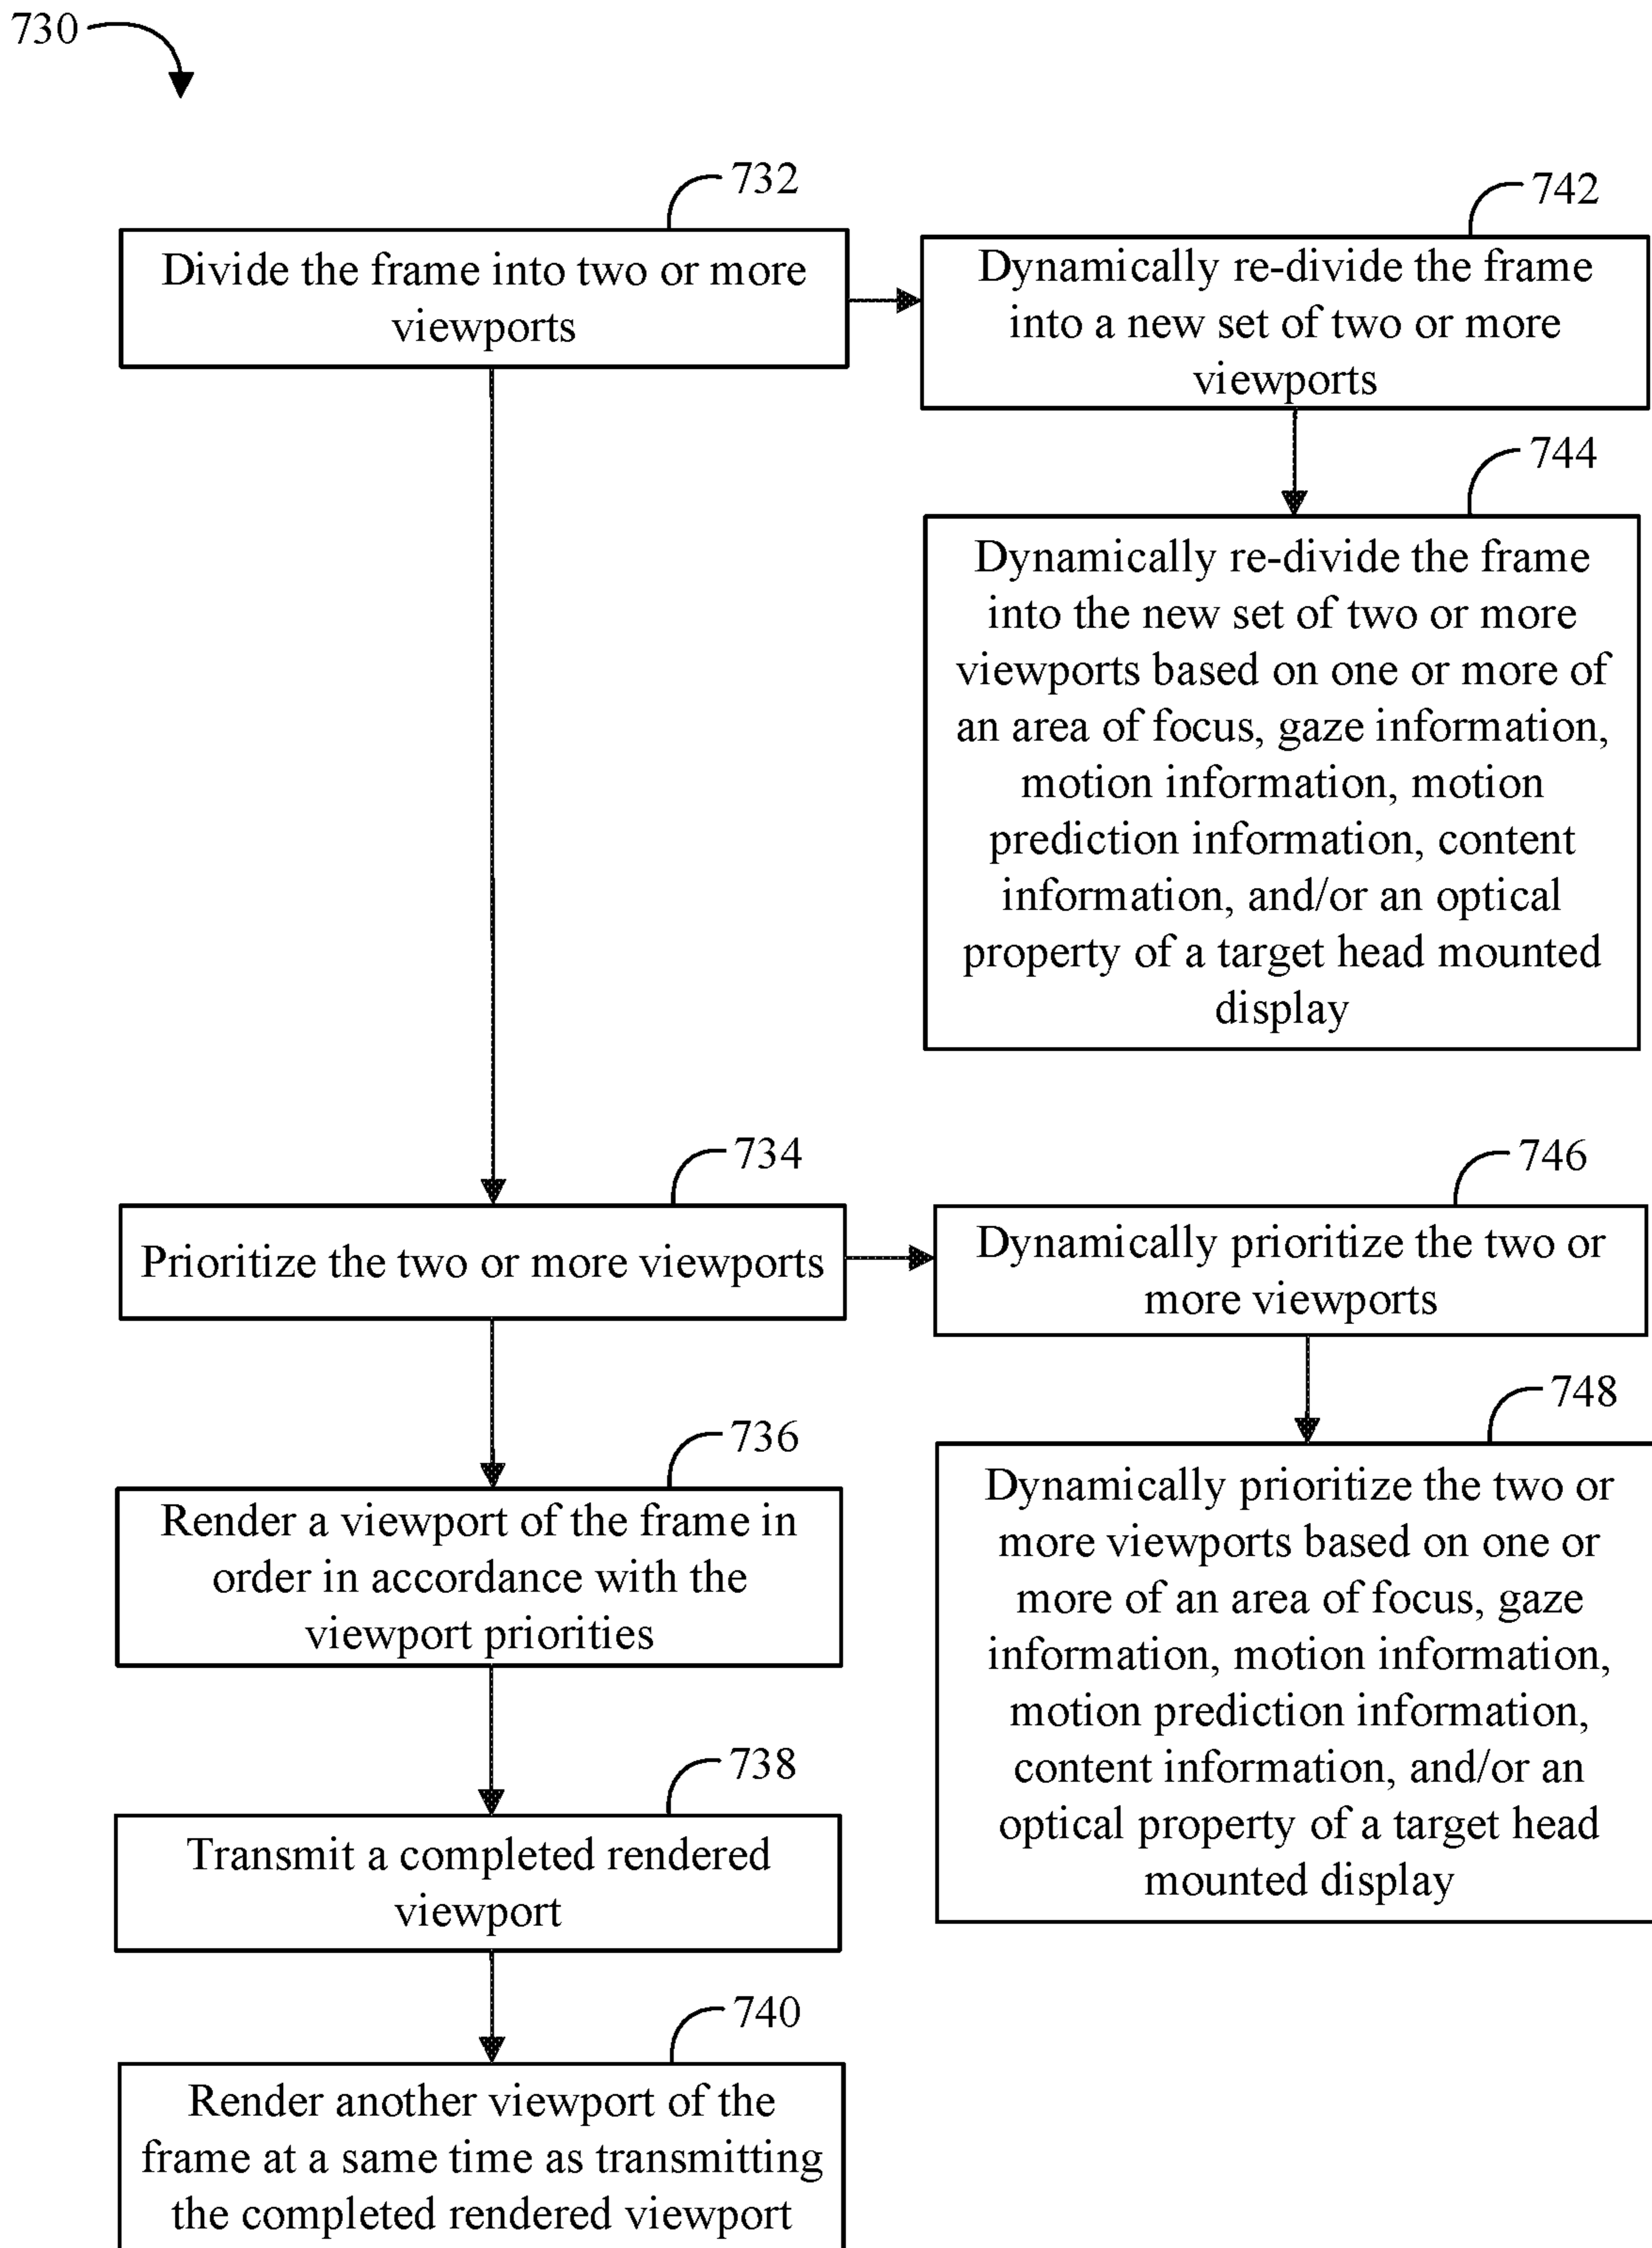 730
732
Divide the frame into two or more
viewports
742
Dynamically re-divide the frame
into a new set of two or more
viewports
744
Dynamically re-divide the frame
into the new set of two or more
viewports based on one or more of
an area of focus, gaze information,
motion information, motion
prediction information, content
information, and/or an optical
property of a target head mounted
display
734
Prioritize the two or more viewports
746
Dynamically prioritize the two or
more viewports
748
Dynamically prioritize the two or
more viewports based on one or
more of an area of focus, gaze
information, motion information,
motion prediction information,
content information, and/or an
optical property of a target head
mounted display
736
Render a viewport of the frame in
order in accordance with the
viewport priorities
738
Transmit a completed rendered
viewport
740
Render another viewport of the
frame at a same time as transmitting
the completed rendered viewport